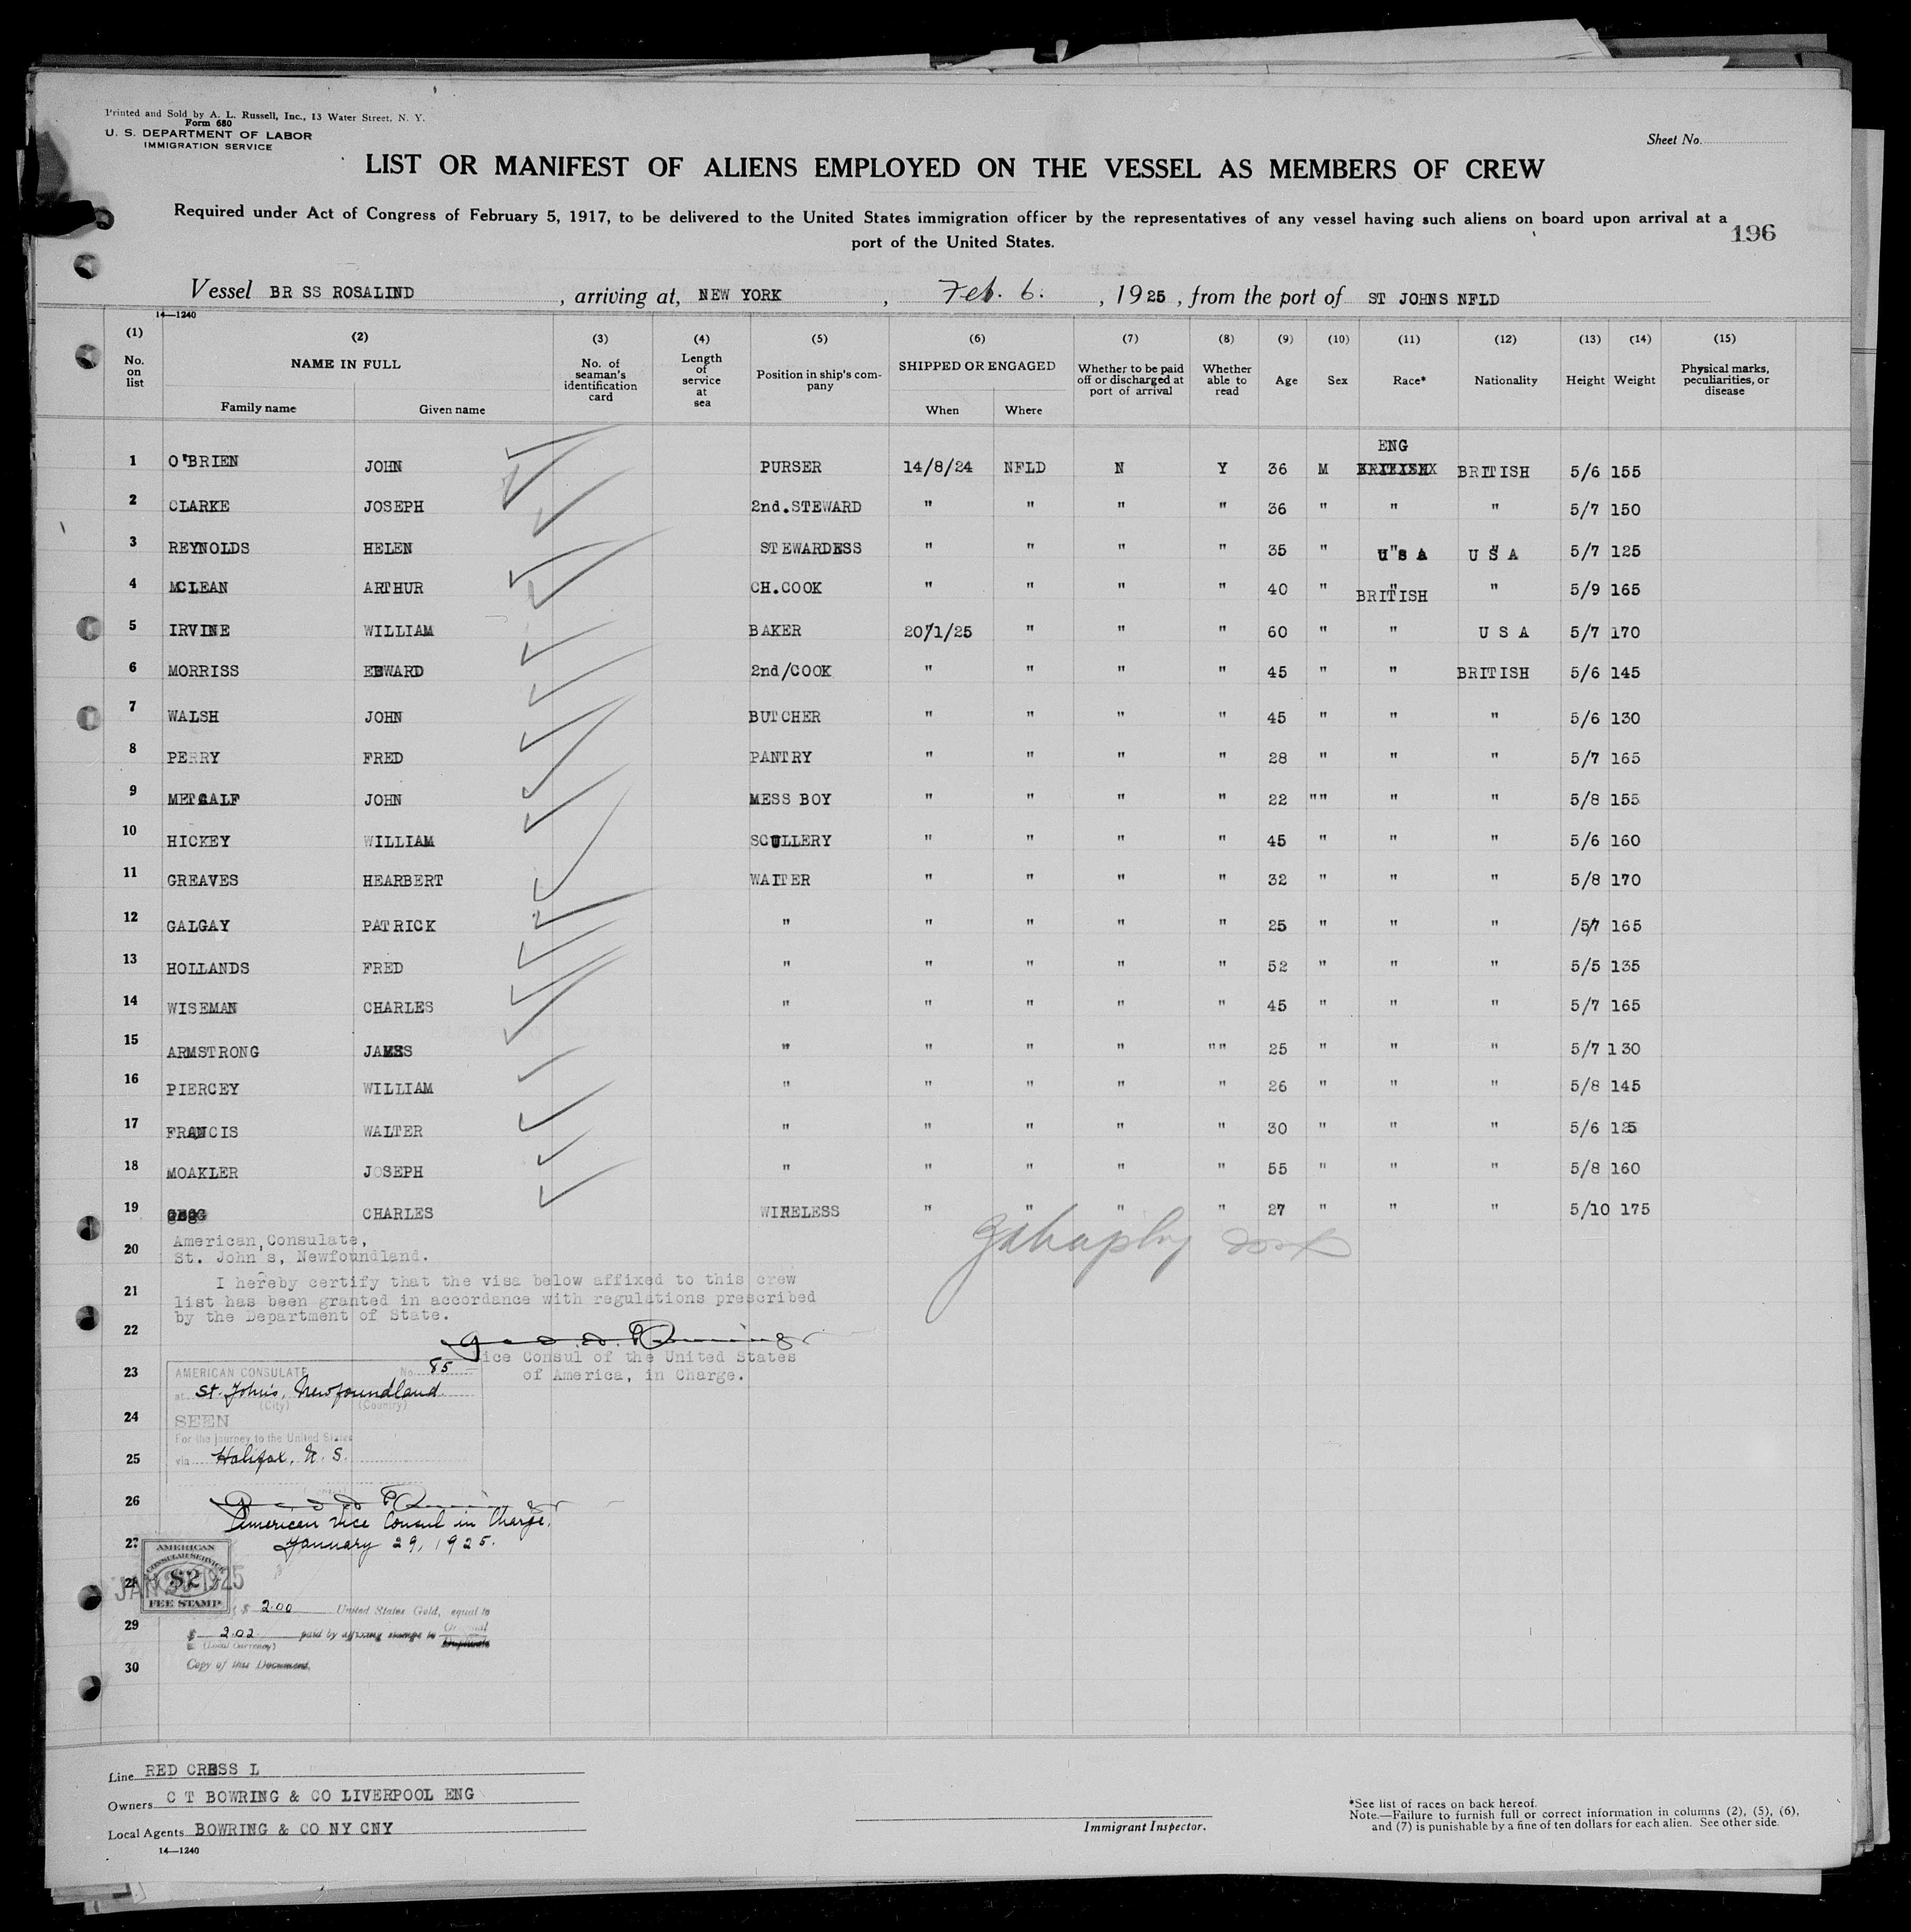 Printed and Sold by A. L. Russell, Inc., 13 Water Street, N. Y.
Form 680
U. S. DEPARTMENT OF LABOR
IMMIGRATION SERVICE
Sheet No.
LIST OR MANIFEST OF ALIENS EMPLOYED ON THE VESSEL AS MEMBERS OF CREW
Required under Act of Congress of February 5, 1917, to be delivered to the United States immigration officer by the representatives of any vessel having such aliens on board upon arrival at a
port of the United States.
196
Vessel BR SS ROSALIND , arriving at, NEW YORK , Feb. 6. , 1925 , from the port of ST JOHNS NFLD
14—1240
(1) (2) (3) (4) (5) (6) (7) (8) (9) (10) (11) (12) (13) (14) (15)
No. on list NAME IN FULL Family name Given name No. of seaman's identification card Length of service at sea Position in ship's company SHIPPED OR ENGAGED When Where Whether to be paid off or discharged at port of arrival Whether able to read Age Sex Race* Nationality Height Weight Physical marks, peculiarities, or disease
1 O'BRIEN JOHN PURSER 14/8/24 NFLD N Y 36 M ENG BRITISH 5/6 155
2 CLARKE JOSEPH 2nd.STEWARD " " " " 36 " " " 5/7 150
3 REYNOLDS HELEN STEWARDESS " " " " 35 " U S A U S A 5/7 125
4 MCLEAN ARTHUR CH.COOK " " " " 40 " BRITISH " 5/9 165
5 IRVINE WILLIAM BAKER 20/1/25 " " " 60 " " U S A 5/7 170
6 MORRISS EDWARD 2nd/COOK " " " " 45 " " BRITISH 5/6 145
7 WALSH JOHN BUTCHER " " " " 45 " " " 5/6 130
8 PERRY FRED PANTRY " " " " 28 " " " 5/7 165
9 METCALF JOHN MESS BOY " " " " 22 "" " " 5/8 155
10 HICKEY WILLIAM SCULLERY " " " " 45 " " " 5/6 160
11 GREAVES HEARBERT WAITER " " " " 32 " " " 5/8 170
12 GALGAY PATRICK " " " " " 25 " " " /5/7 165
13 HOLLANDS FRED " " " " " 52 " " " 5/5 135
14 WISEMAN CHARLES " " " " " 45 " " " 5/7 165
15 ARMSTRONG JAMES " " " " "" 25 " " " 5/7 130
16 PIERCEY WILLIAM " " " " " 26 " " " 5/8 145
17 FRANCIS WALTER " " " " " 30 " " " 5/6 125
18 MOAKLER JOSEPH " " " " " 55 " " " 5/8 160
19 CHARLES WIRELESS " " " " 27 " " " 5/10 175
20 American Consulate,
St. John's, Newfoundland.
21 I hereby certify that the visa below affixed to this crew
list has been granted in accordance with regulations prescribed
by the Department of State.
22
Vice Consul of the United States
of America, in Charge.
23 AMERICAN CONSULATE No. 85
at St. John's, Newfoundland
(City) (Country)
24 SEEN
For the journey to the United States
25 via Halifax, N. S.
26
American Vice Consul in Charge.
27 January 29, 1925.
AMERICAN
CONSULAR SERVICE
$2
FEE STAMP
28 JAN 1925
$ 2.00 United States Gold, equal to
29 $ 2.02 paid by affixing stamps to Original
(Local Currency) Duplicate
30 Copy of this Document.
Line RED CROSS L
Owners C T BOWRING & CO LIVERPOOL ENG
Local Agents BOWRING & CO NY CNY
14—1240
Immigrant Inspector.
*See list of races on back hereof.
Note.—Failure to furnish full or correct information in columns (2), (5), (6),
and (7) is punishable by a fine of ten dollars for each alien. See other side.